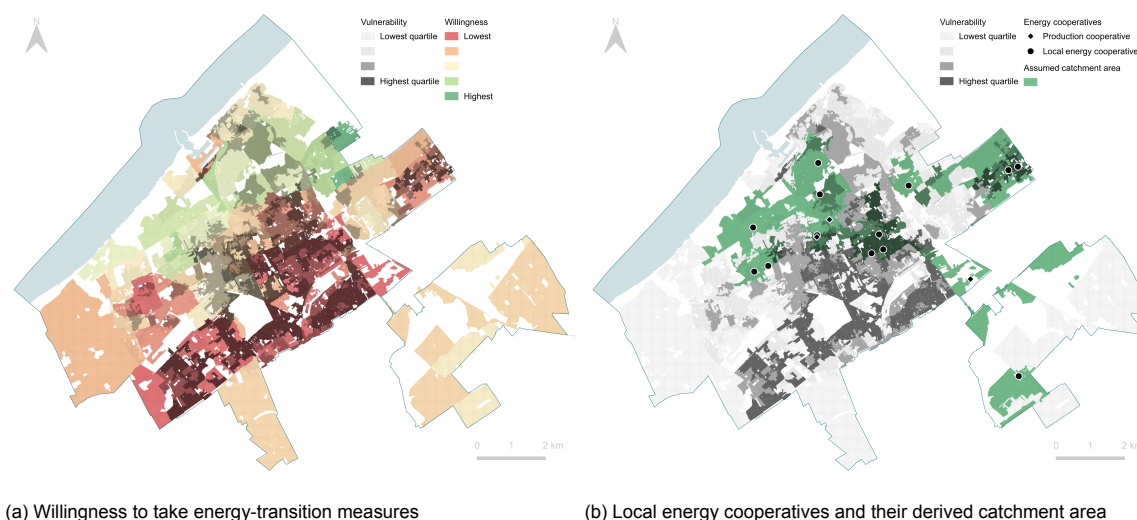 N
Vulnerability Willingness
Lowest quartile Lowest
Highest quartile Highest
0 1 2 km
(a) Willingness to take energy-transition measures
N
Vulnerability Energy cooperatives
Lowest quartile Production cooperative
Local energy cooperative
Assumed catchment area
Highest quartile
0 1 2 km
(b) Local energy cooperatives and their derived catchment area